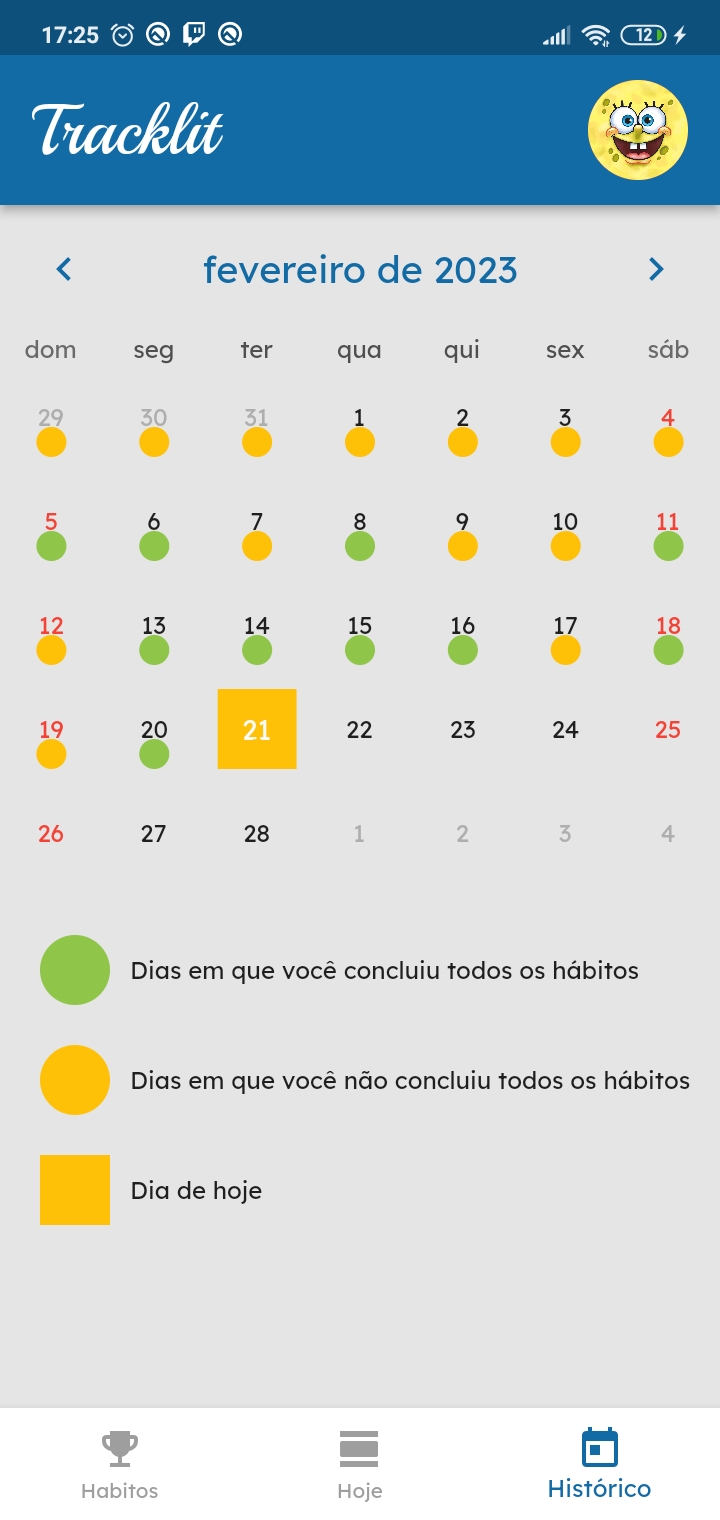 17:25 12
Tracklit
fevereiro de 2023
dom seg ter qua qui sex sáb
29 30 31 1 2 3 4
5 6 7 8 9 10 11
12 13 14 15 16 17 18
19 20 21 22 23 24 25
26 27 28 1 2 3 4
Dias em que você concluiu todos os hábitos
Dias em que você não concluiu todos os hábitos
Dia de hoje
Habitos Hoje Histórico